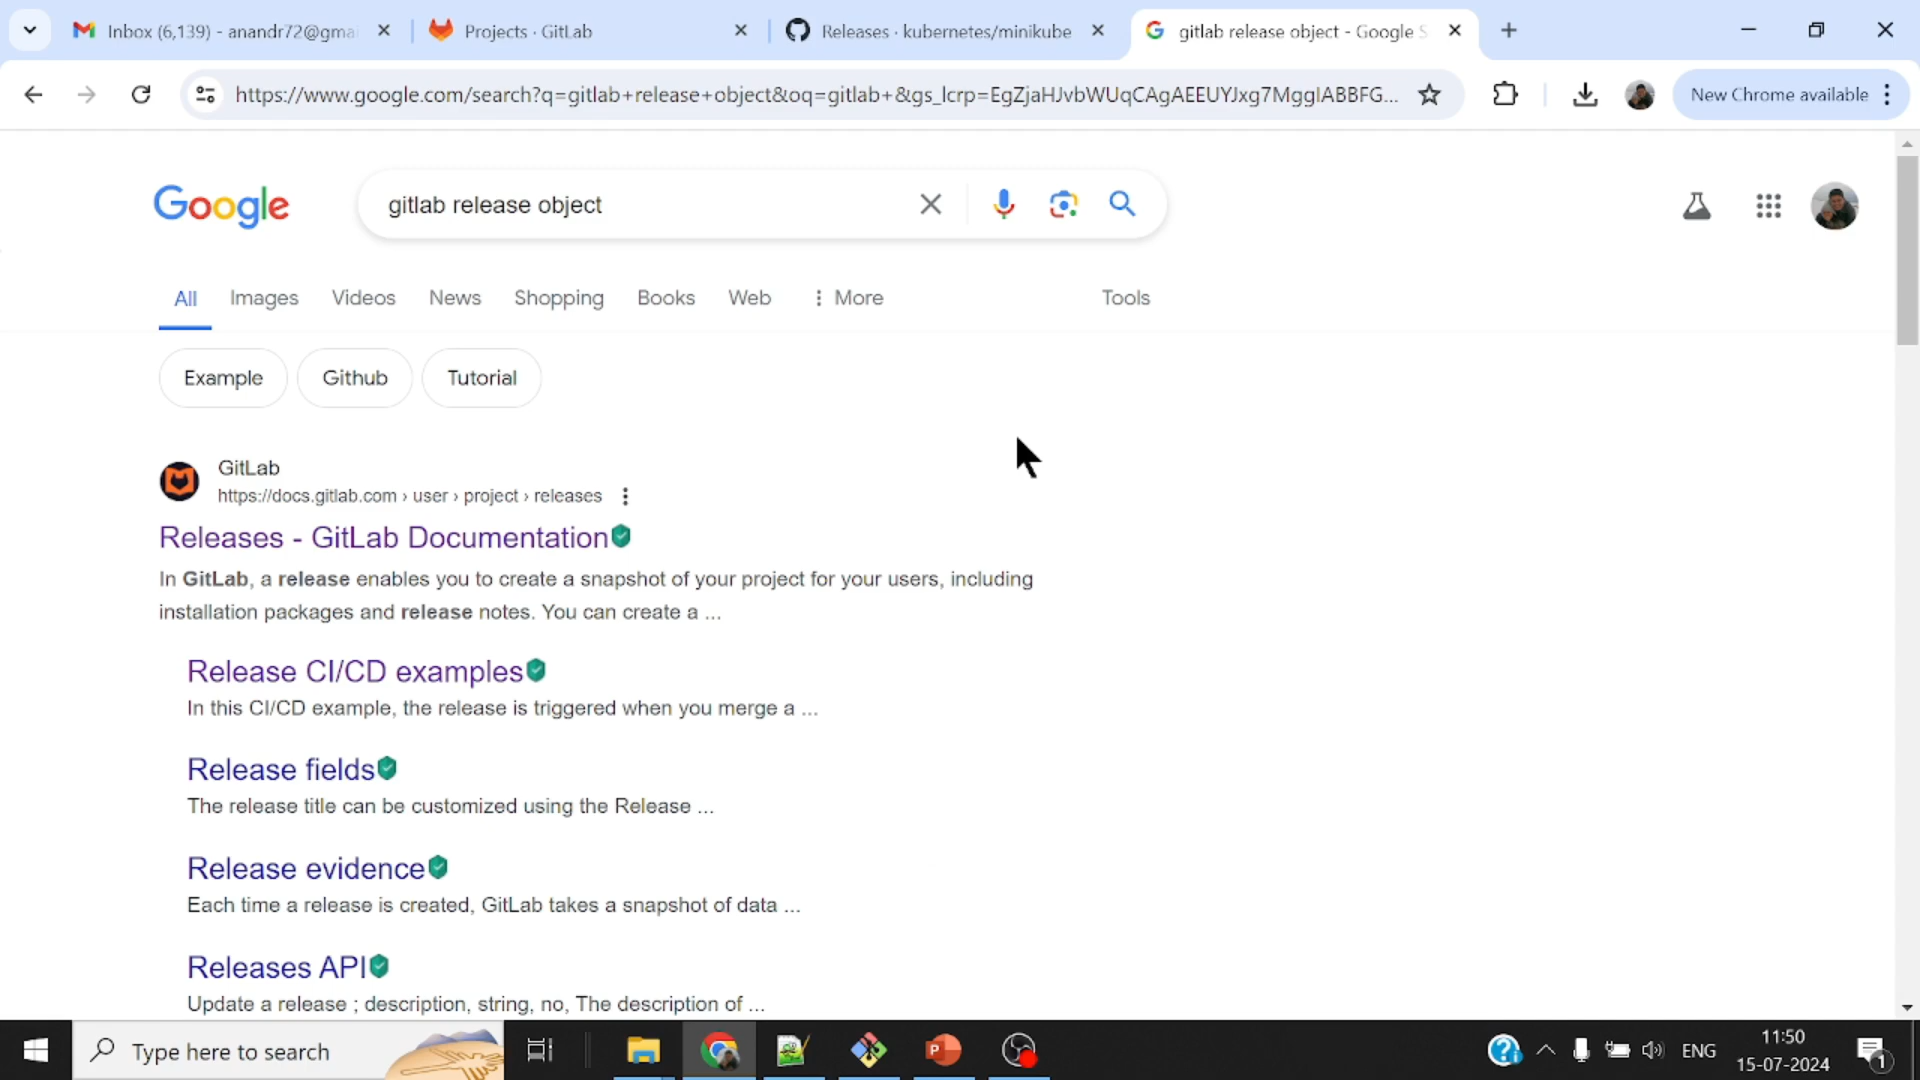 Inbox (6,139) - anandr72@gmai
Projects · GitLab
Releases · kubernetes/minikube
gitlab release object - Google S
https://www.google.com/search?q=gitlab+release+object&oq=gitlab+&gs_lcrp=EgZjaHJvbWUqCAgAEEUYJxg7MggIABBFG...
New Chrome available
Google
gitlab release object
All
Images
Videos
News
Shopping
Books
Web
More
Tools
Example
Github
Tutorial
GitLab
https://docs.gitlab.com › user › project › releases
Releases - GitLab Documentation
In GitLab, a release enables you to create a snapshot of your project for your users, including
installation packages and release notes. You can create a ...
Release CI/CD examples
In this CI/CD example, the release is triggered when you merge a ...
Release fields
The release title can be customized using the Release ...
Release evidence
Each time a release is created, GitLab takes a snapshot of data ...
Releases API
Update a release ; description, string, no, The description of ...
Type here to search
ENG
11:50
15-07-2024
1